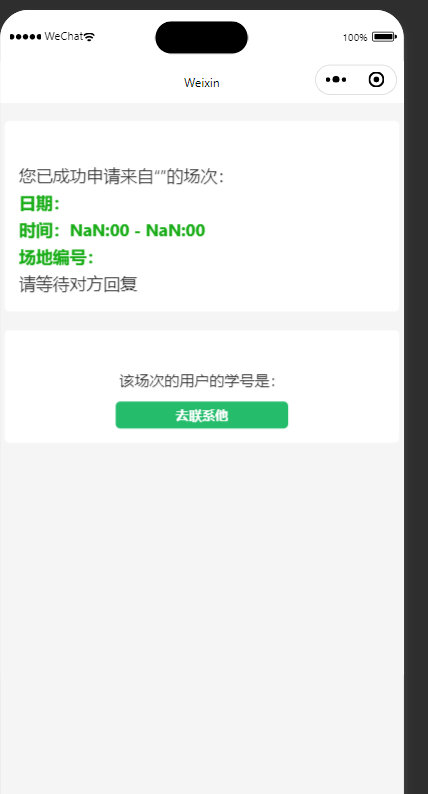 WeChat
100%
Weixin
您已成功申请来自“”的场次：
日期：
时间：NaN:00 - NaN:00
场地编号：
请等待对方回复
该场次的用户的学号是：
去联系他